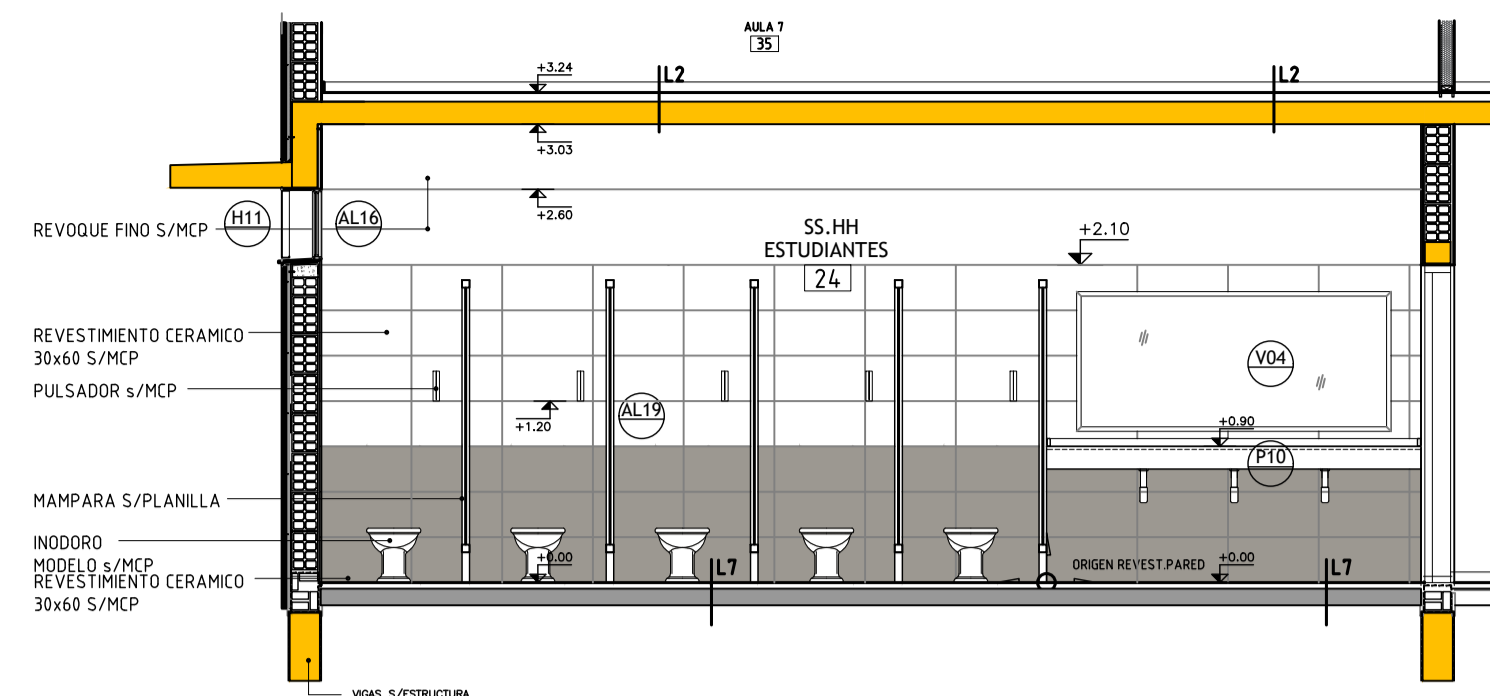 AULA 7
35
+3.24
L2
L2
+3.03
+2.60
REVOQUE FINO S/MCP
H11
AL16
SS.HH
ESTUDIANTES
24
+2.10
REVESTIMIENTO CERAMICO
30x60 S/MCP
PULSADOR s/MCP
V04
AL19
+1.20
+0.90
P10
MAMPARA S/PLANILLA
INODORO
MODELO s/MCP
REVESTIMIENTO CERAMICO
30x60 S/MCP
+0.00
L7
ORIGEN REVEST.PARED
+0.00
L7
VIGAS S/ESTRUCTURA